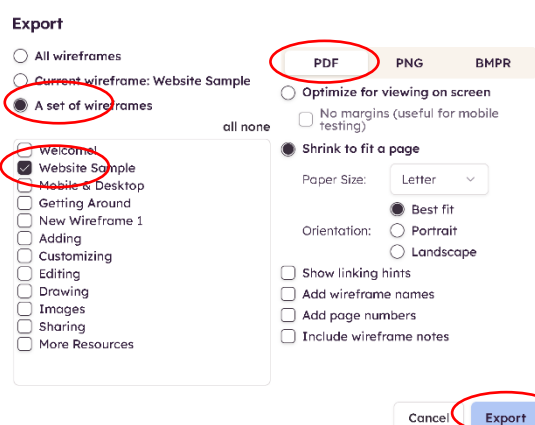 Export
All wireframes
Current wireframe: Website Sample
A set of wireframes
all none
Welcome!
Website Sample
Mobile & Desktop
Getting Around
New Wireframe 1
Adding
Customizing
Editing
Drawing
Images
Sharing
More Resources
PDF PNG BMPR
Optimize for viewing on screen
No margins (useful for mobile
testing)
Shrink to fit a page
Paper Size: Letter
Best fit
Orientation: Portrait
Landscape
Show linking hints
Add wireframe names
Add page numbers
Include wireframe notes
Cancel Export